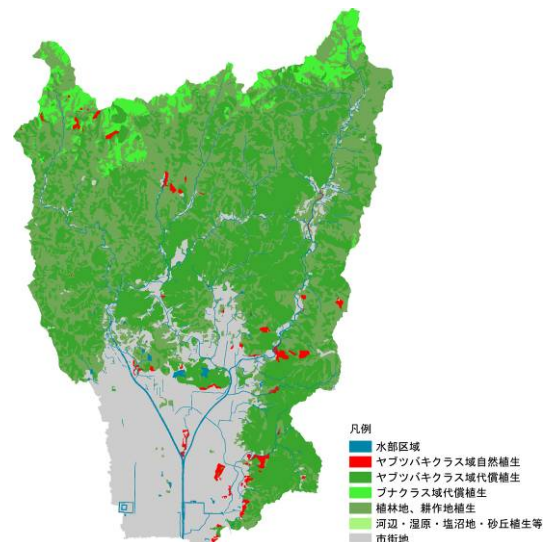 凡例
水部区域
ヤブツバキクラス域自然植生
ヤブツバキクラス域代償植生
ブナクラス域代償植生
植林地、耕作地植生
河辺・湿原・塩沼地・砂丘植生等
市街地